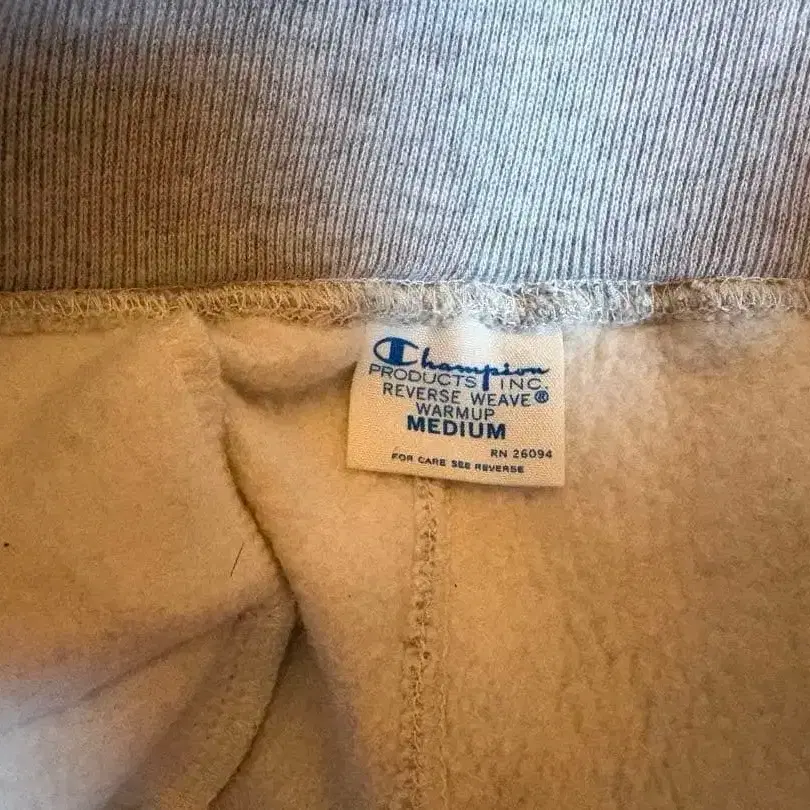 Champion
PRODUCTS INC.
REVERSE WEAVE®
WARMUP
MEDIUM
RN 26094
FOR CARE SEE REVERSE